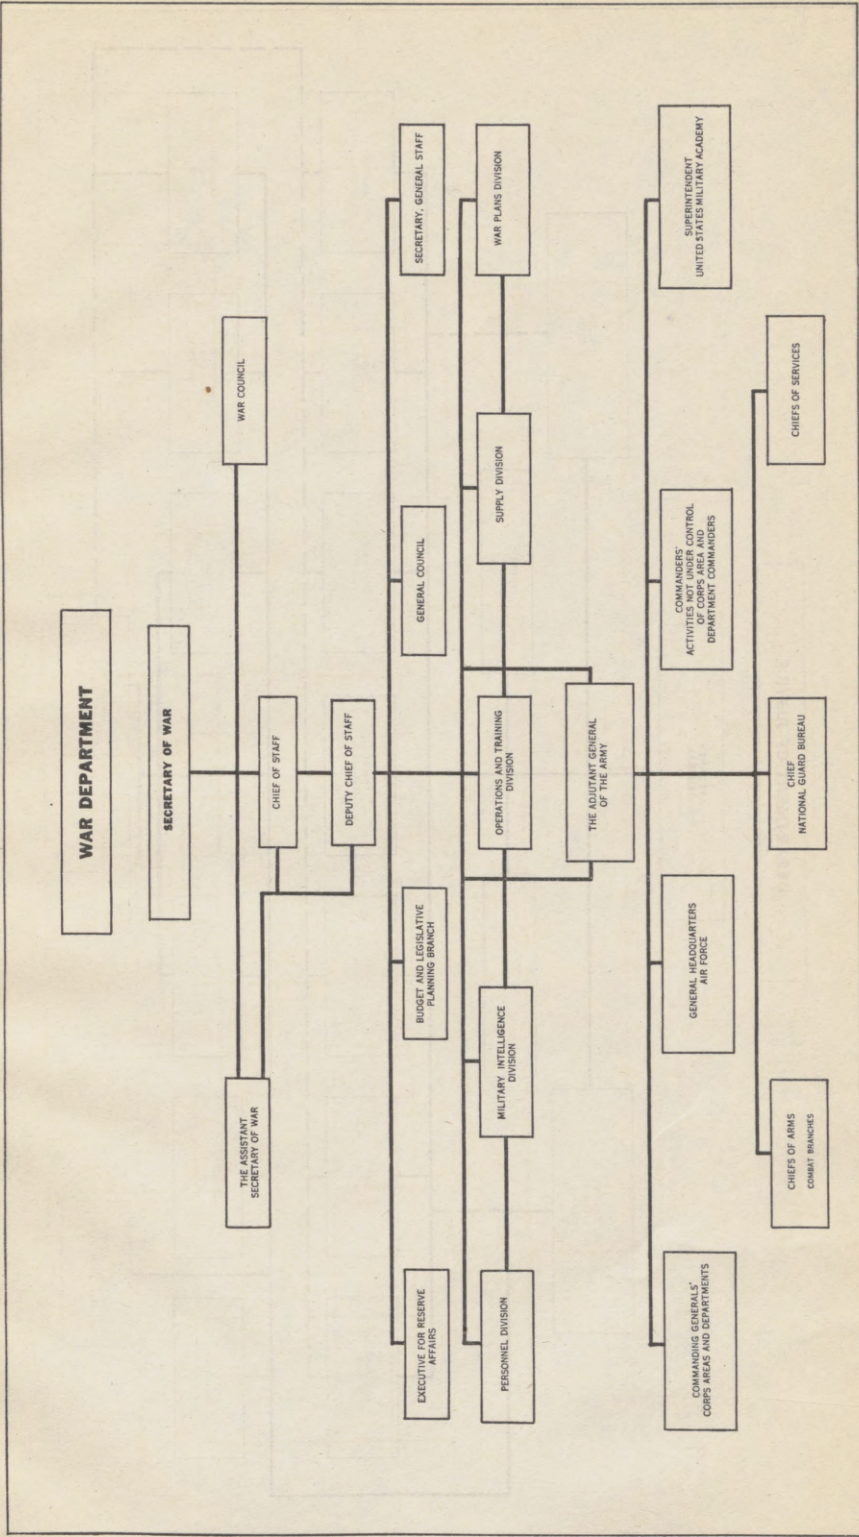 WAR DEPARTMENT
SECRETARY OF WAR
THE ASSISTANT
SECRETARY OF WAR
WAR COUNCIL
CHIEF OF STAFF
DEPUTY CHIEF OF STAFF
EXECUTIVE FOR RESERVE
AFFAIRS
BUDGET AND LEGISLATIVE
PLANNING BRANCH
GENERAL COUNCIL
SECRETARY, GENERAL STAFF
PERSONNEL DIVISION
MILITARY INTELLIGENCE
DIVISION
OPERATIONS AND TRAINING
DIVISION
SUPPLY DIVISION
WAR PLANS DIVISION
THE ADJUTANT GENERAL
OF THE ARMY
COMMANDING GENERALS'
CORPS AREAS AND DEPARTMENTS
GENERAL HEADQUARTERS
AIR FORCE
COMMANDERS'
ACTIVITIES NOT UNDER CONTROL
OF CORPS AREA AND
DEPARTMENT COMMANDERS
SUPERINTENDENT
UNITED STATES MILITARY ACADEMY
CHIEFS OF ARMS
COMBAT BRANCHES
CHIEF
NATIONAL GUARD BUREAU
CHIEFS OF SERVICES